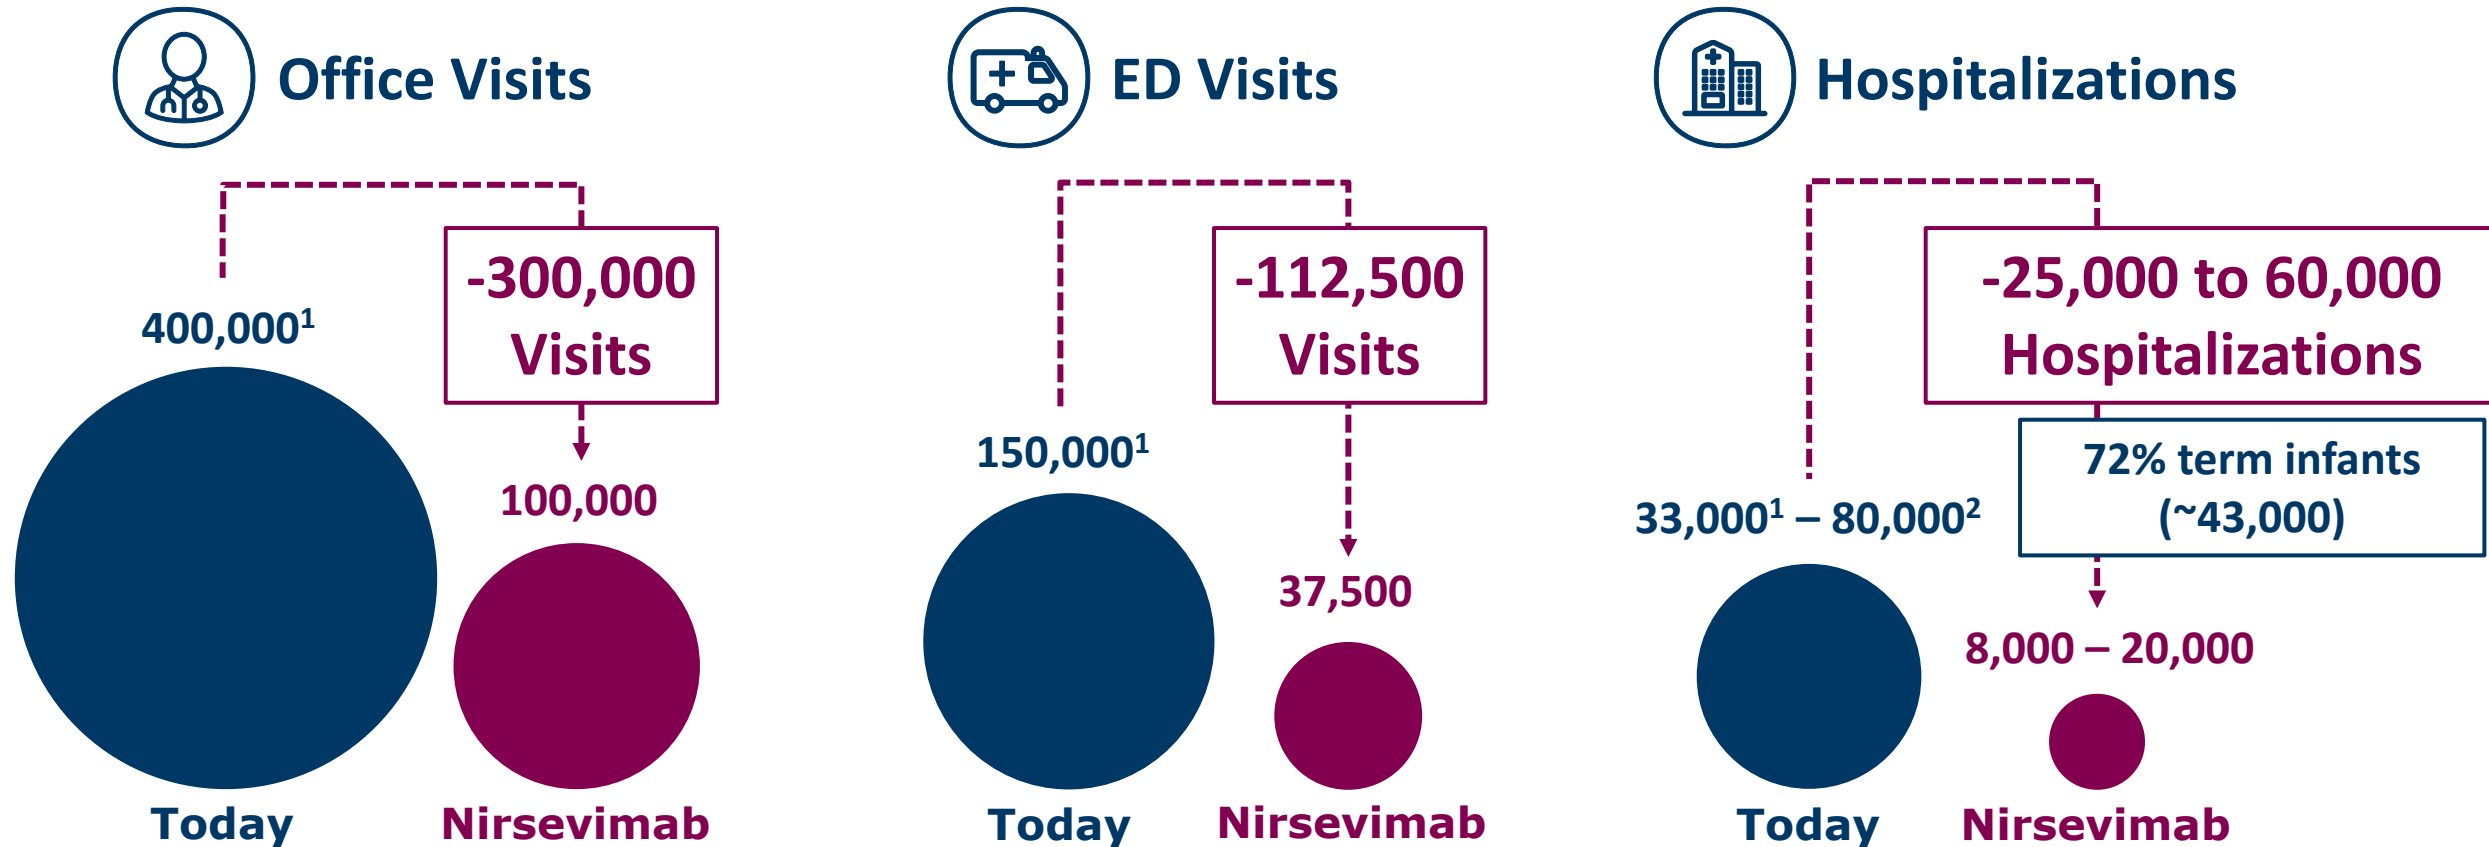 Office Visits
-300,000
Visits
400,000¹
100,000
Today
Nirsevimab
ED Visits
-112,500
Visits
150,000¹
37,500
Today
Nirsevimab
Hospitalizations
-25,000 to 60,000
Hospitalizations
72% term infants
(~43,000)
33,000¹ – 80,000²
8,000 – 20,000
Today
Nirsevimab